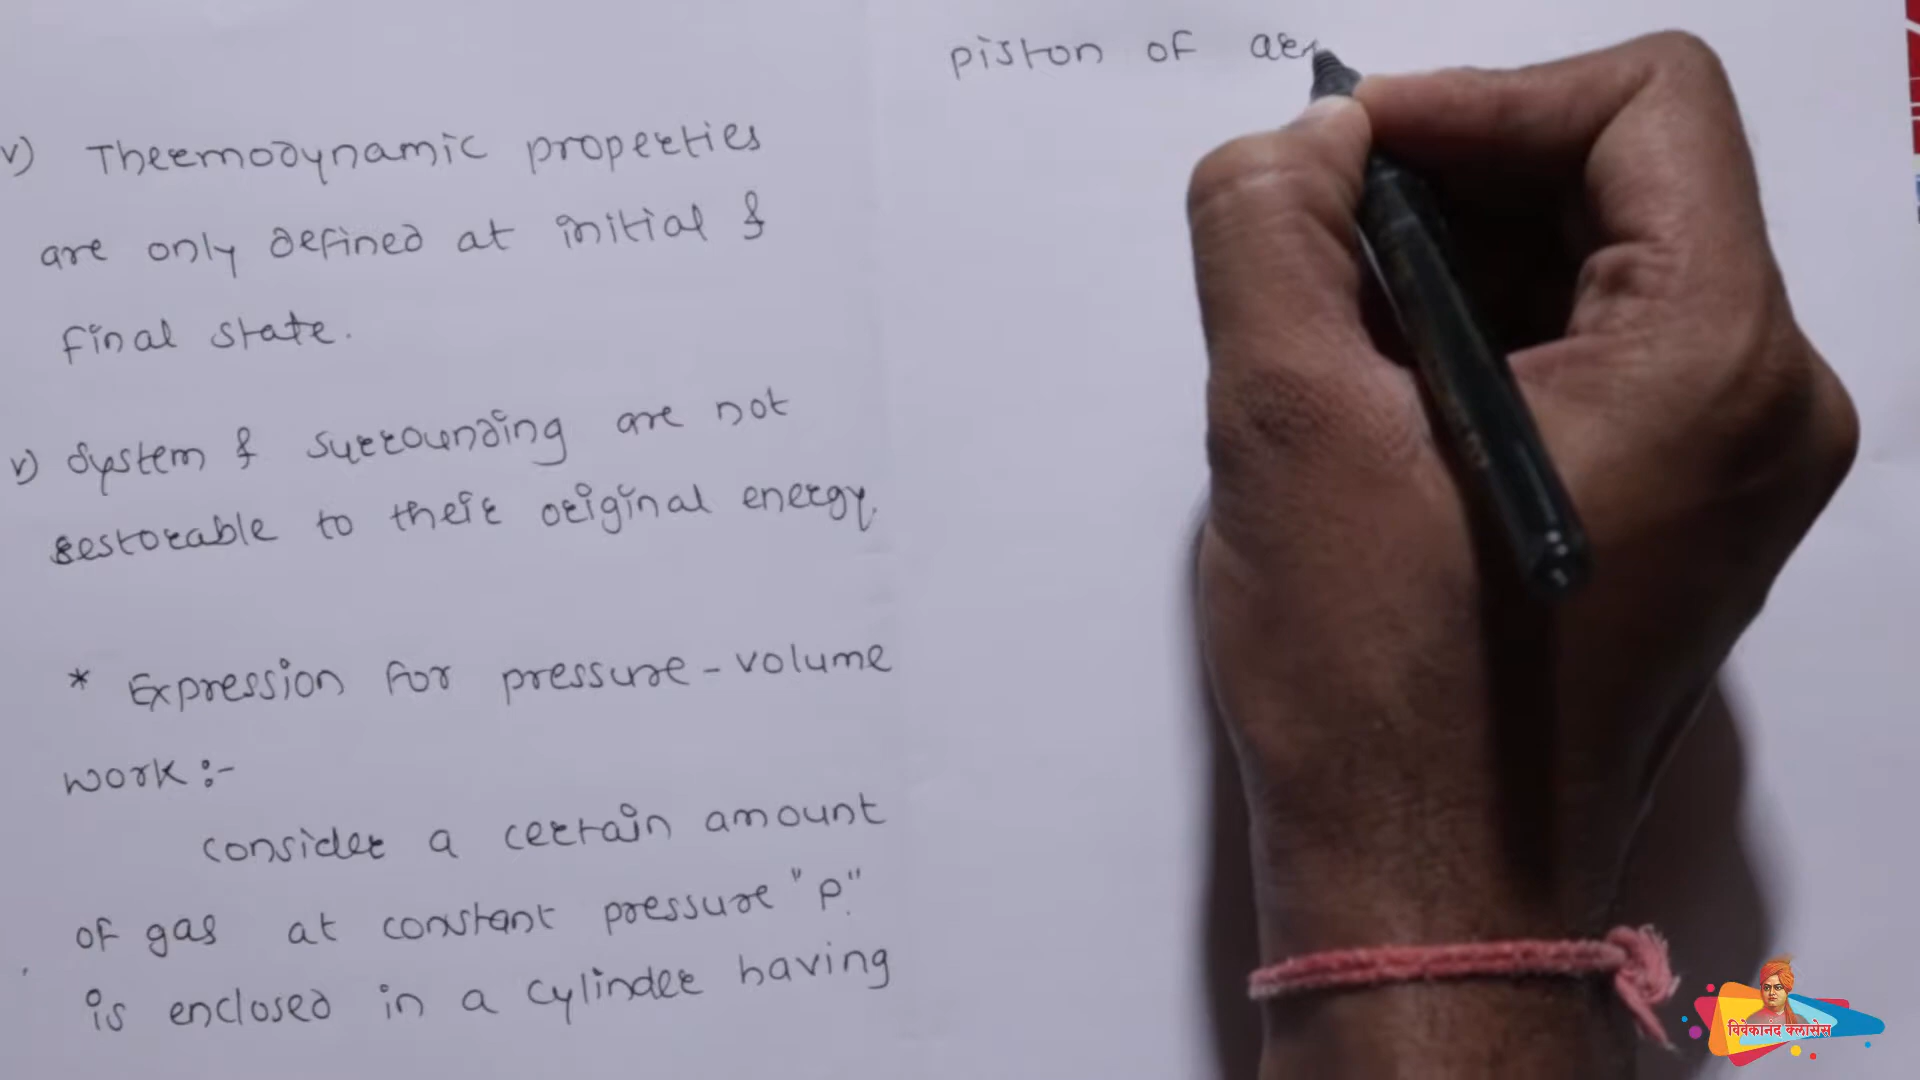 v) Thermodynamic properties
are only defined at initial &
final state.
v) System & surrounding are not
restorable to their original energy.
* Expression for pressure-volume
work:-
consider a certain amount
of gas at constant pressure "P."
is enclosed in a cylinder having
piston of
विवेकानंद क्लासेस